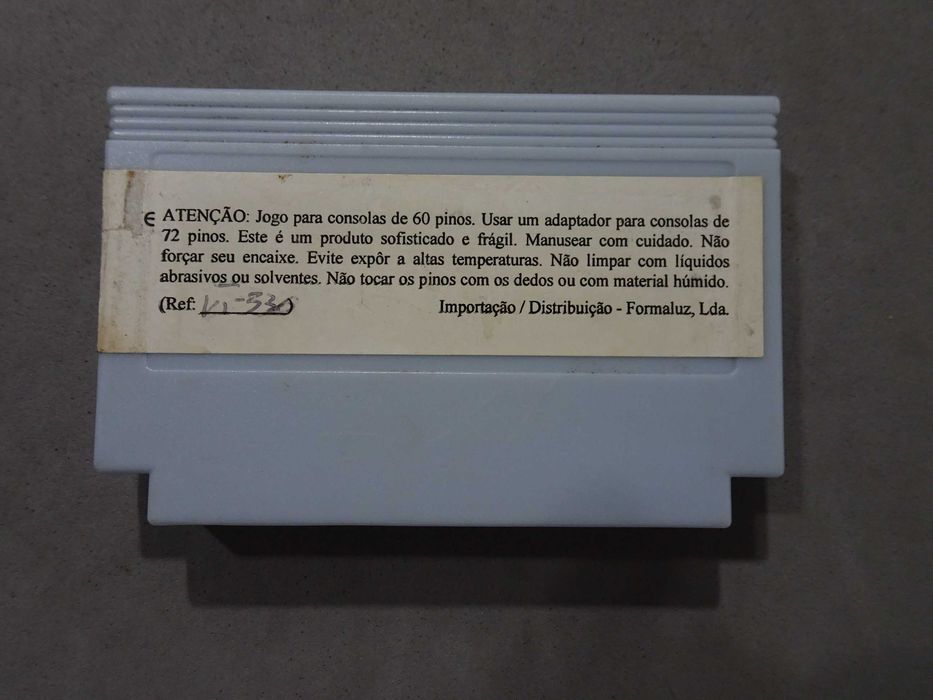 Є ATENÇÃO: Jogo para consolas de 60 pinos. Usar um adaptador para consolas de
72 pinos. Este é um produto sofisticado e frágil. Manusear com cuidado. Não
forçar seu encaixe. Evite expôr a altas temperaturas. Não limpar com líquidos
abrasivos ou solventes. Não tocar os pinos com os dedos ou com material húmido.
(Ref: Importação / Distribuição - Formaluz, Lda.